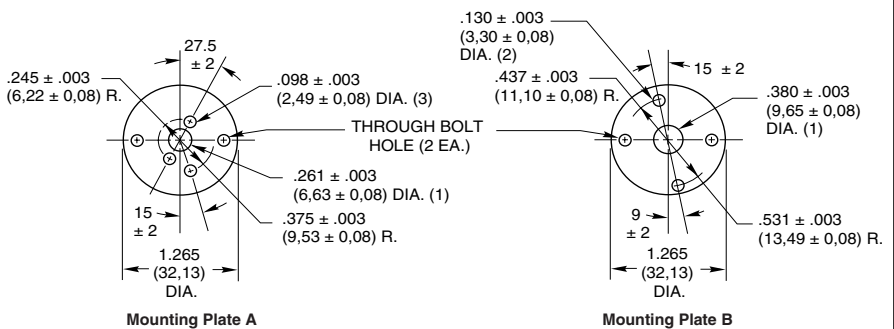 27.5
± 2
.245 ± .003
(6,22 ± 0,08) R.
.098 ± .003
(2,49 ± 0,08) DIA. (3)
THROUGH BOLT
HOLE (2 EA.)
.261 ± .003
(6,63 ± 0,08) DIA. (1)
15
± 2
.375 ± .003
(9,53 ± 0,08) R.
1.265
(32,13)
DIA.
Mounting Plate A
.130 ± .003
(3,30 ± 0,08)
DIA. (2)
15 ± 2
.437 ± .003
(11,10 ± 0,08) R.
.380 ± .003
(9,65 ± 0,08)
DIA. (1)
9
± 2
.531 ± .003
(13,49 ± 0,08) R.
1.265
(32,13)
DIA.
Mounting Plate B